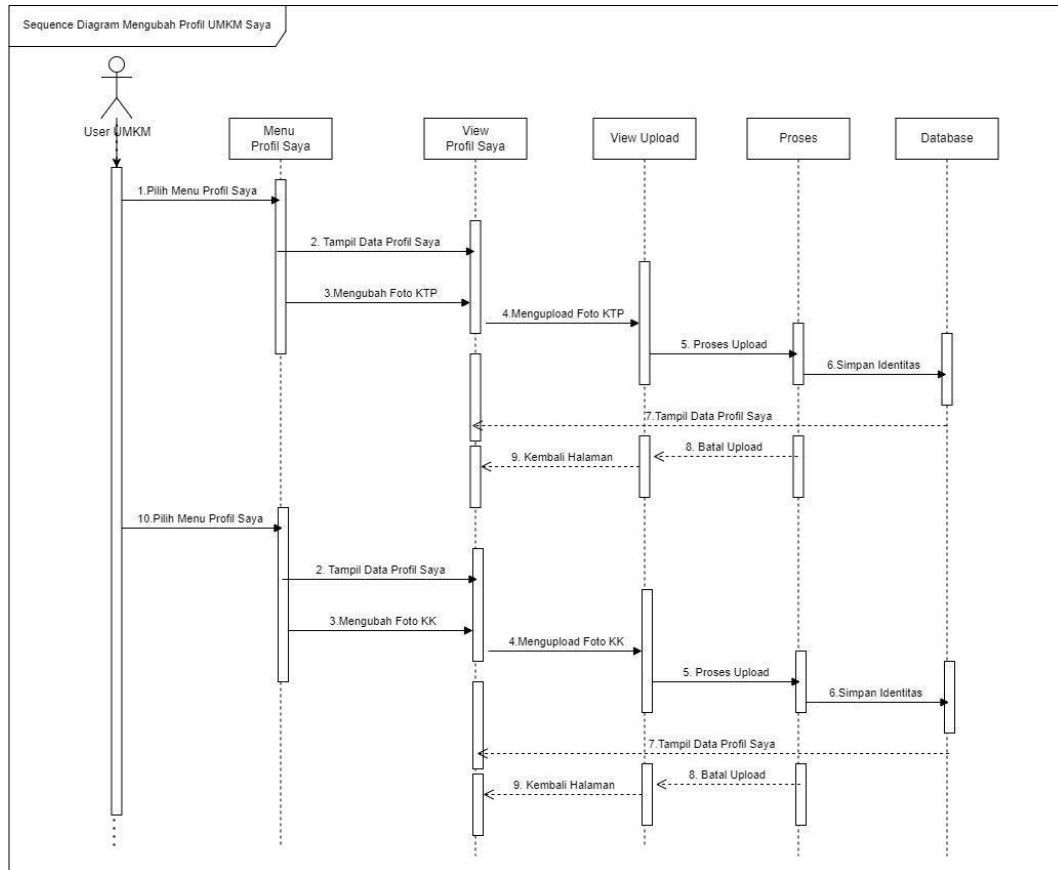 Sequence Diagram Mengubah Profil UMKM Saya
User UMKM
Menu
Profil Saya
View
Profil Saya
View Upload
Proses
Database
1.Pilih Menu Profil Saya
2. Tampil Data Profil Saya
3.Mengubah Foto KTP
4.Mengupload Foto KTP
5. Proses Upload
6.Simpan Identitas
7.Tampil Data Profil Saya
8. Batal Upload
9. Kembali Halaman
10.Pilih Menu Profil Saya
2. Tampil Data Profil Saya
3.Mengubah Foto KK
4.Mengupload Foto KK
5. Proses Upload
6.Simpan Identitas
7.Tampil Data Profil Saya
8. Batal Upload
9. Kembali Halaman